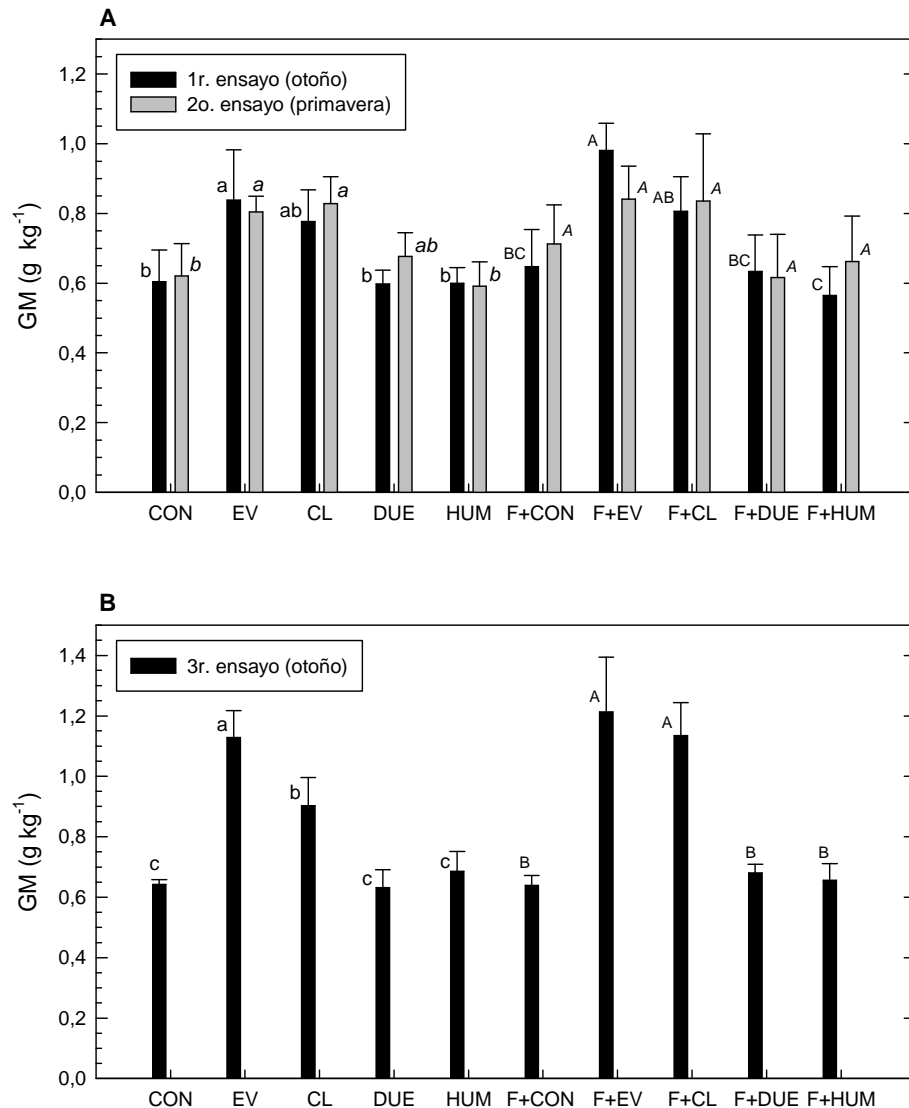 A
1r. ensayo (otoño)
2o. ensayo (primavera)
GM (g kg-1)
1,2
1,0
0,8
0,6
0,4
0,2
0,0
b b a a ab a b ab b b BC A A A AB A BC A C A
CON EV CL DUE HUM F+CON F+EV F+CL F+DUE F+HUM
B
3r. ensayo (otoño)
GM (g kg-1)
1,4
1,2
1,0
0,8
0,6
0,4
0,2
0,0
c a b c c B A A B B
CON EV CL DUE HUM F+CON F+EV F+CL F+DUE F+HUM